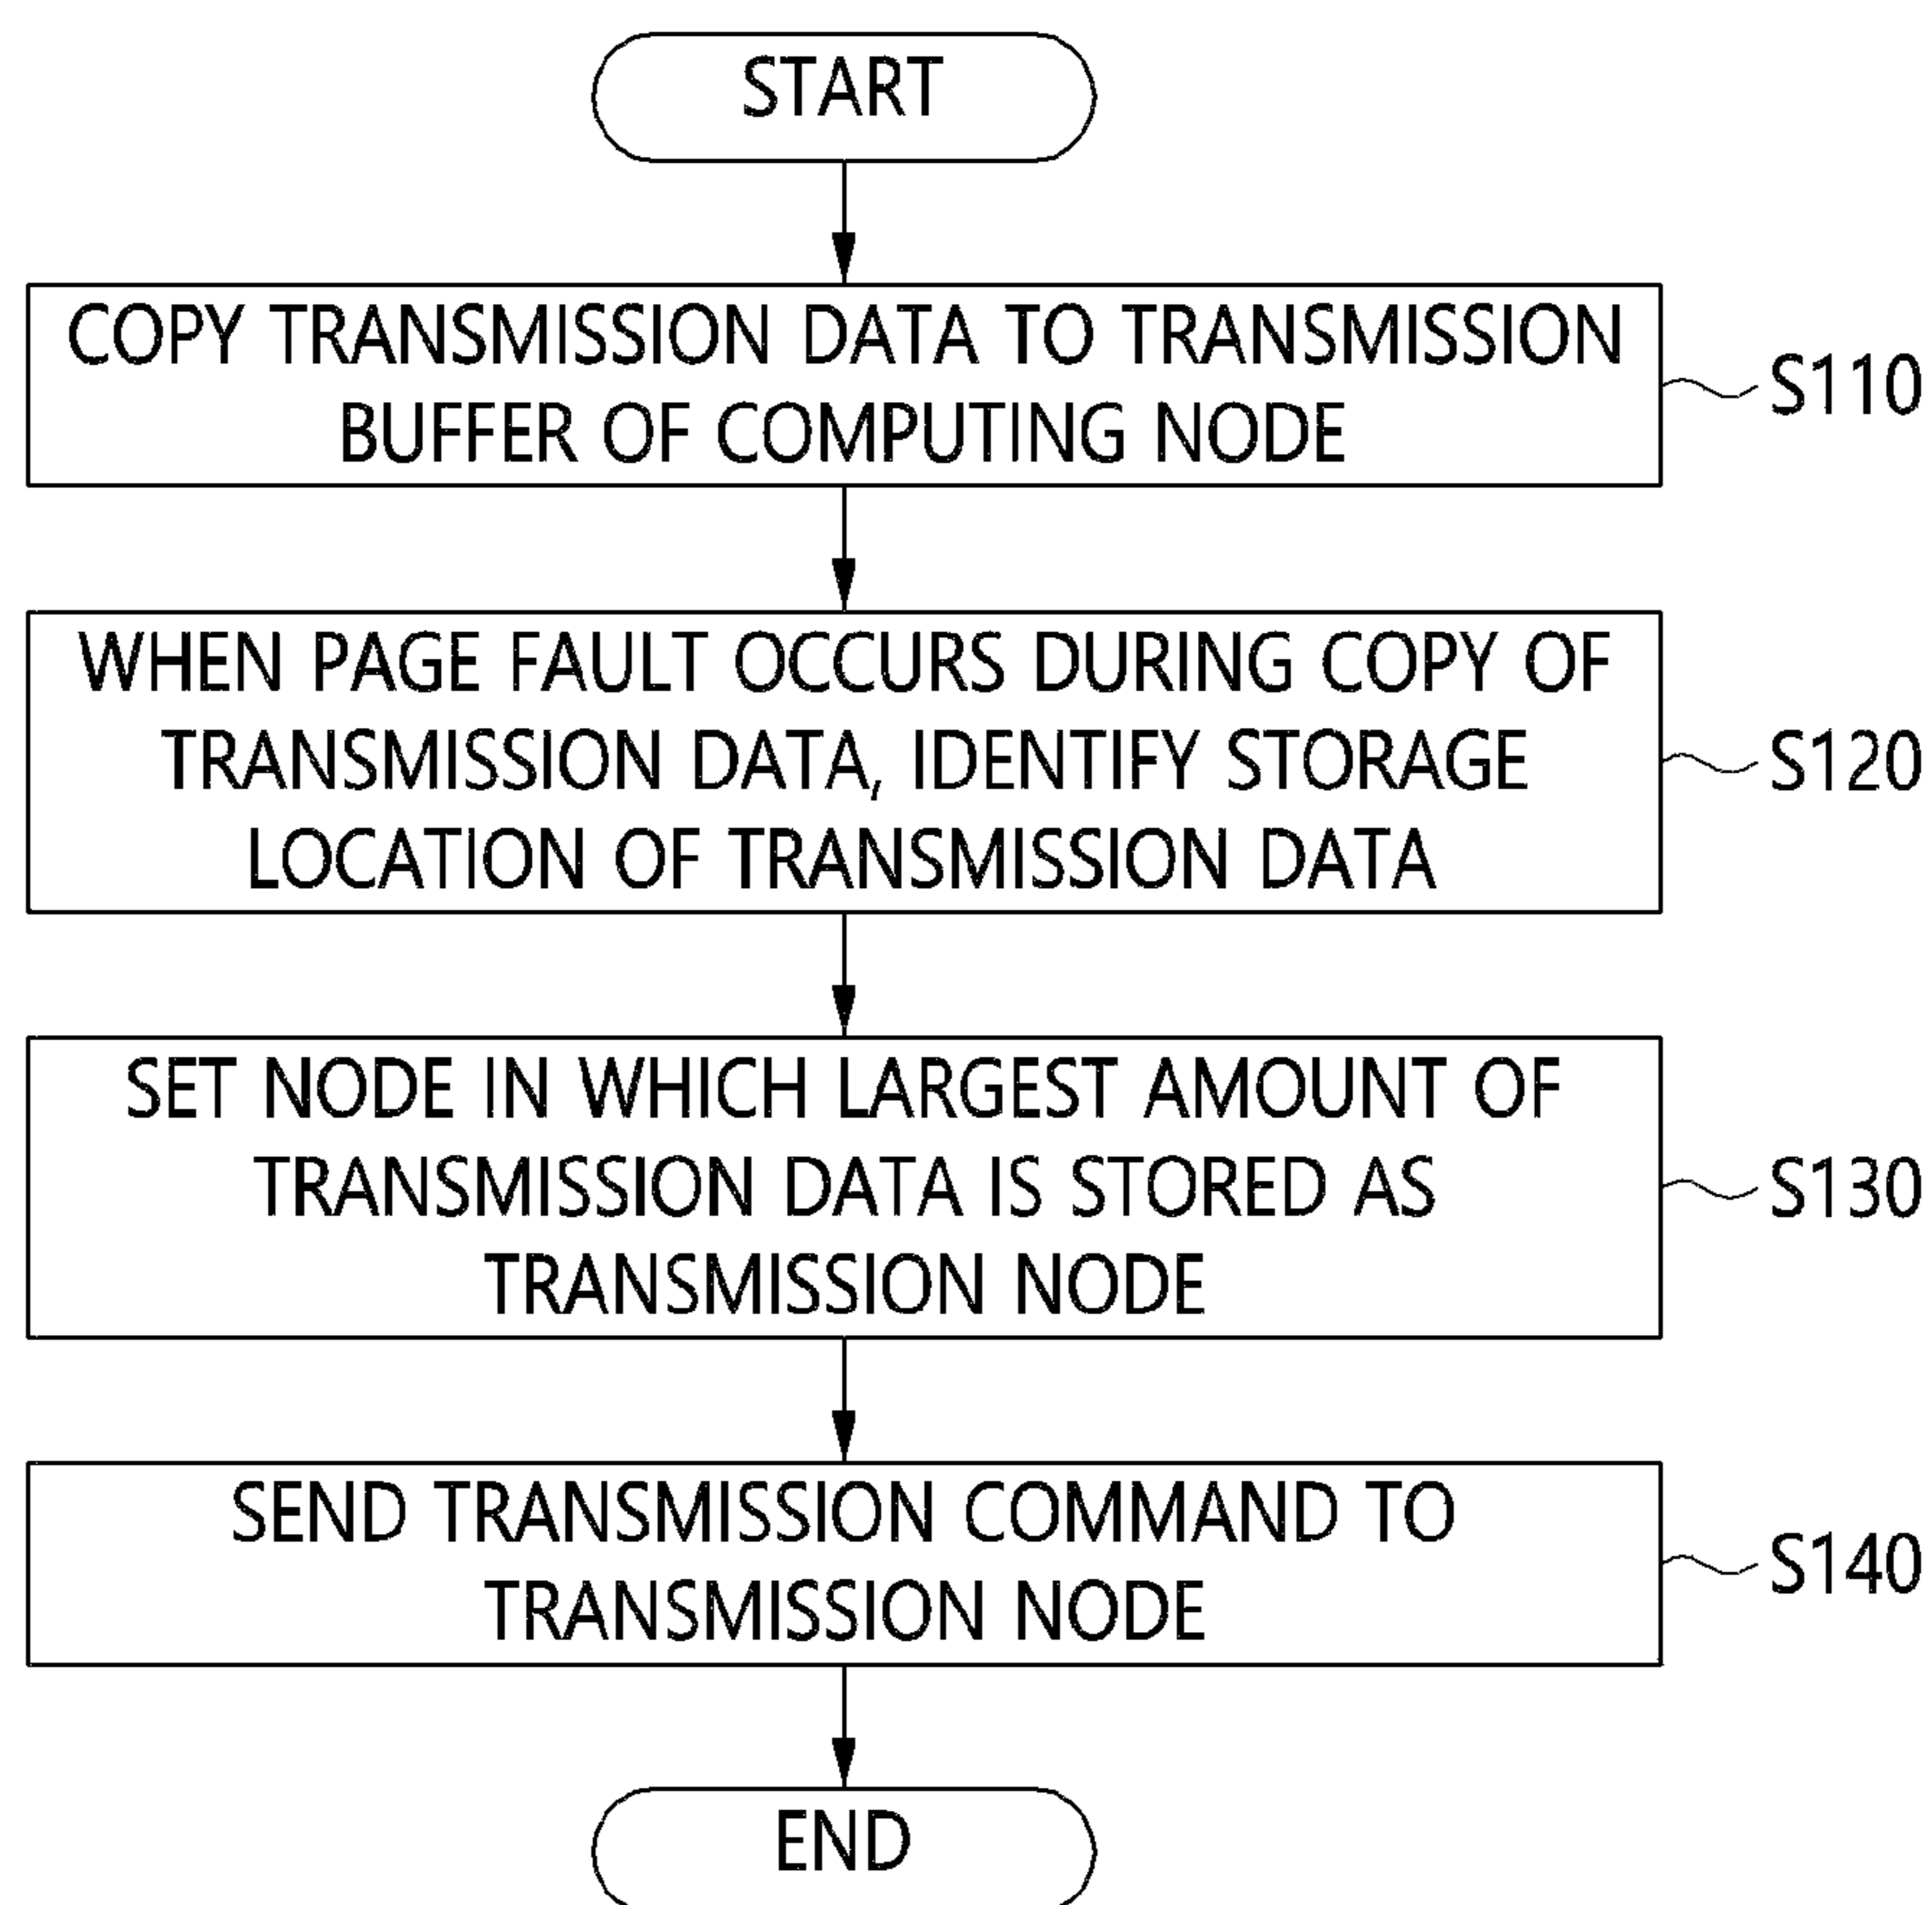 START
COPY TRANSMISSION DATA TO TRANSMISSION
BUFFER OF COMPUTING NODE
S110
WHEN PAGE FAULT OCCURS DURING COPY OF
TRANSMISSION DATA, IDENTIFY STORAGE
LOCATION OF TRANSMISSION DATA
S120
SET NODE IN WHICH LARGEST AMOUNT OF
TRANSMISSION DATA IS STORED AS
TRANSMISSION NODE
S130
SEND TRANSMISSION COMMAND TO
TRANSMISSION NODE
S140
END